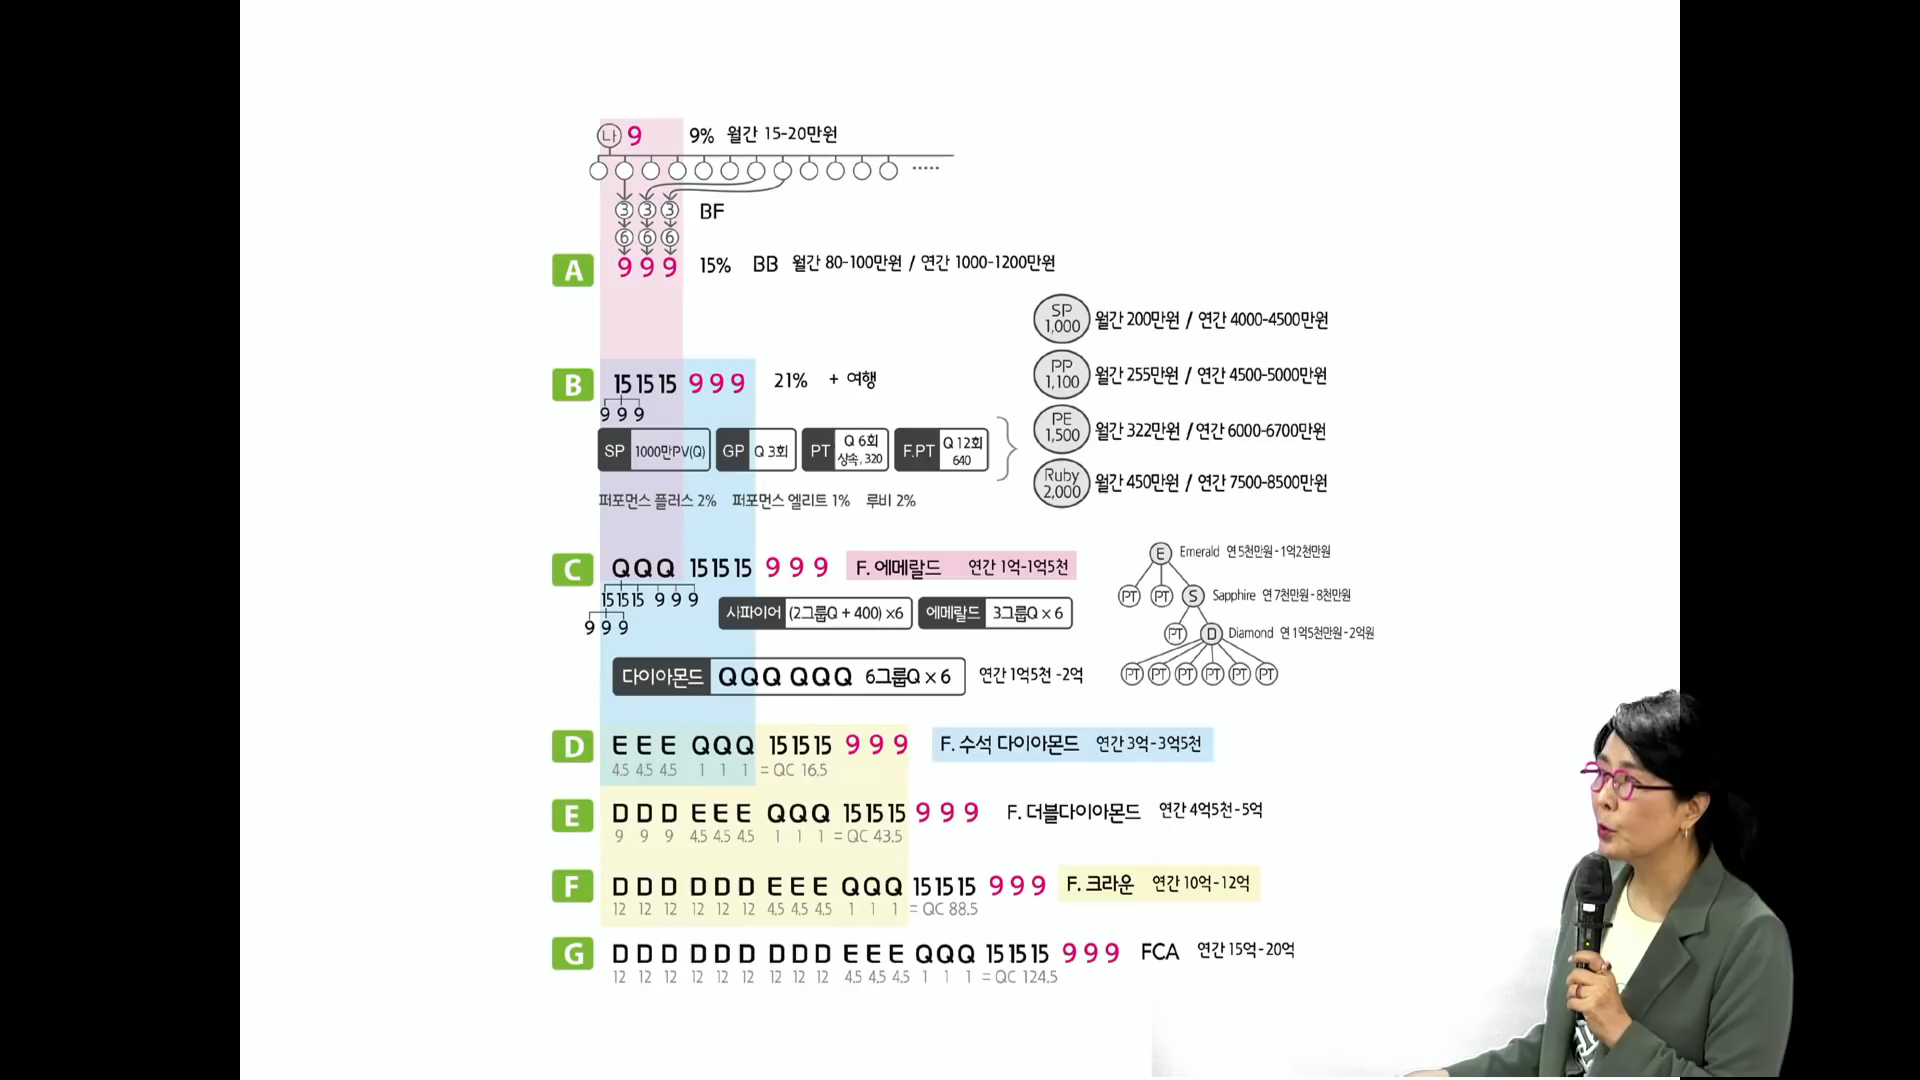 나 9 9% 월간 15-20만원
.....
3 3 3 BF
6 6 6
A 9 9 9 15% BB 월간 80-100만원 / 연간 1000-1200만원
SP 1,000 월간 200만원 / 연간 4000-4500만원
PP 1,100 월간 255만원 / 연간 4500-5000만원
PE 1,500 월간 322만원 / 연간 6000-6700만원
Ruby 2,000 월간 450만원 / 연간 7500-8500만원
B 15 15 15 9 9 9 21% + 여행
9 9 9
SP 1000만PV(Q) GP Q 3회 PT Q 6회 상속, 320 F.PT Q 12회 640
퍼포먼스 플러스 2% 퍼포먼스 엘리트 1% 루비 2%
C Q Q Q 15 15 15 9 9 9 F. 에메랄드 연간 1억-1억5천
15 15 15 9 9 9
9 9 9
사파이어 (2그룹Q + 400) ×6 에메랄드 3그룹Q × 6
다이아몬드 Q Q Q Q Q Q 6그룹Q × 6 연간 1억5천 -2억
E Emerald 연 5천만원 - 1억2천만원
PT PT S Sapphire 연 7천만원 - 8천만원
PT D Diamond 연 1억5천만원 - 2억원
PT PT PT PT PT PT
D E E E Q Q Q 15 15 15 9 9 9 F. 수석 다이아몬드 연간 3억-3억5천
4.5 4.5 4.5 1 1 1 = QC 16.5
E D D D E E E Q Q Q 15 15 15 9 9 9 F. 더블다이아몬드 연간 4억5천-5억
9 9 9 4.5 4.5 4.5 1 1 1 = QC 43.5
F D D D D D D E E E Q Q Q 15 15 15 9 9 9 F. 크라운 연간 10억-12억
12 12 12 12 12 12 4.5 4.5 4.5 1 1 1 = QC 88.5
G D D D D D D D D D E E E Q Q Q 15 15 15 9 9 9 FCA 연간 15억-20억
12 12 12 12 12 12 12 12 12 4.5 4.5 4.5 1 1 1 = QC 124.5